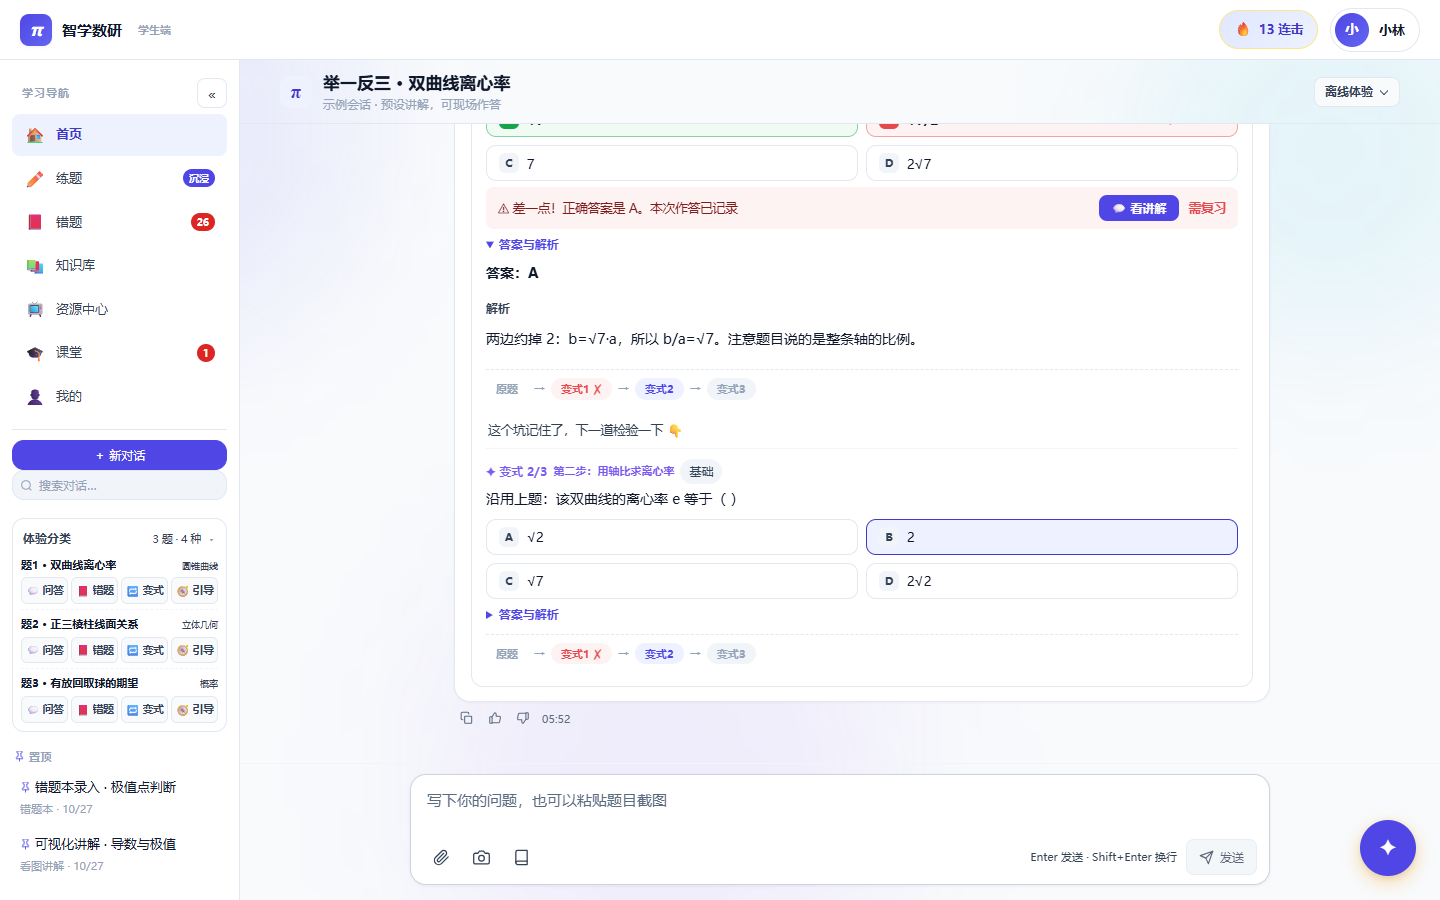 π 智学数研 学生端
13 连击
小 小林
学习导航 «
首页
练题 沉浸
错题 26
知识库
资源中心
课堂 1
我的
+ 新对话
搜索对话...
体验分类 3 题 · 4 种
题1 • 双曲线离心率 圆锥曲线
问答 错题 变式 引导
题2 • 正三棱柱线面关系 立体几何
问答 错题 变式 引导
题3 • 有放回取球的期望 概率
问答 错题 变式 引导
置顶
错题本录入 · 极值点判断
错题本 · 10/27
可视化讲解 · 导数与极值
看图讲解 · 10/27
π 举一反三 • 双曲线离心率
示例会话 · 预设讲解，可现场作答
离线体验
C 7
D 2√7
⚠ 差一点！正确答案是 A。本次作答已记录
看讲解 需复习
▼ 答案与解析
答案：A
解析
两边约掉 2：b=√7·a，所以 b/a=√7。注意题目说的是整条轴的比例。
原题 → 变式1 ✗ → 变式2 → 变式3
这个坑记住了，下一道检验一下 👇
✦ 变式 2/3 第二步：用轴比求离心率 基础
沿用上题：该双曲线的离心率 e 等于（ ）
A √2
B 2
C √7
D 2√2
▶ 答案与解析
原题 → 变式1 ✗ → 变式2 → 变式3
05:52
写下你的问题，也可以粘贴题目截图
Enter 发送 · Shift+Enter 换行 发送